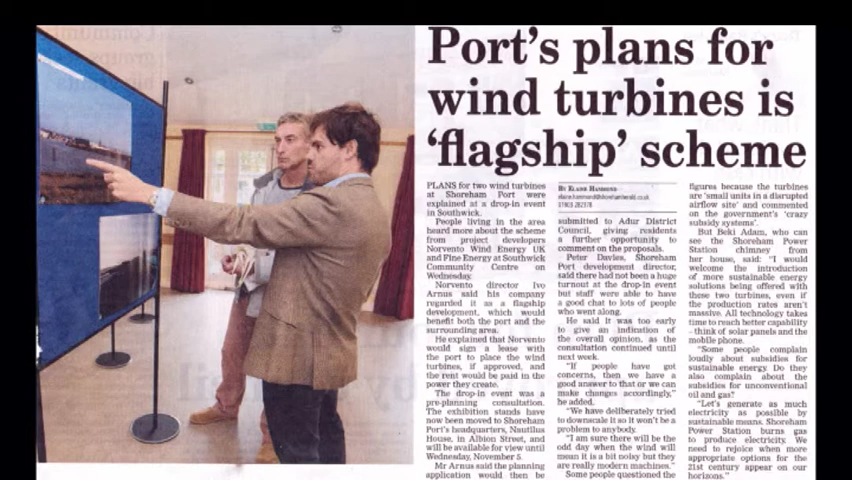 Port's plans for
wind turbines is
'flagship' scheme
PLANS for two wind turbines
at Shoreham Port were
explained at a drop-in event
in Southwick.
People living in the area
heard more about the scheme
from project developers
Norvento Wind Energy UK
and Fine Energy at Southwick
Community Centre on
Wednesday.
Norvento director Ivo
Arnus said his company
regarded it as a flagship
development, which would
benefit both the port and the
surrounding area.
He explained that Norvento
would sign a lease with
the port to place the wind
turbines, if approved, and
the rent would be paid in the
power they create.
The drop-in event was a
pre-planning consultation.
The exhibition stands have
now been moved to Shoreham
Port's headquarters, Nautilus
House, in Albion Street, and
will be available for view until
Wednesday, November 5.
Mr Arnus said the planning
application would then be
BY ELAINE HAMMOND
elaine.hammond@shorehamherald.co.uk
01903 282378
submitted to Adur District
Council, giving residents
a further opportunity to
comment on the proposals.
Peter Davies, Shoreham
Port development director,
said there had not been a huge
turnout at the drop-in event
but staff were able to have
a good chat to lots of people
who went along.
He said it was too early
to give an indication of
the overall opinion, as the
consultation continued until
next week.
"If people have got
concerns, then we have a
good answer to that or we can
make changes accordingly,"
he added.
"We have deliberately tried
to downscale it so it won't be a
problem to anybody.
"I am sure there will be the
odd day when the wind will
mean it is a bit noisy but they
are really modern machines."
Some people questioned the
figures because the turbines
are 'small units in a disrupted
airflow site' and commented
on the government's 'crazy
subsidy systems'.
But Beki Adam, who can
see the Shoreham Power
Station chimney from
her house, said: "I would
welcome the introduction
of more sustainable energy
solutions being offered with
these two turbines, even if
the production rates aren't
massive. All technology takes
time to reach better capability
– think of solar panels and the
mobile phone.
"Some people complain
loudly about subsidies for
sustainable energy. Do they
also complain about the
subsidies for unconventional
oil and gas?
"Let's generate as much
electricity as possible by
sustainable means. Shoreham
Power Station burns gas
to produce electricity. We
need to rejoice when more
appropriate options for the
21st century appear on our
horizons."